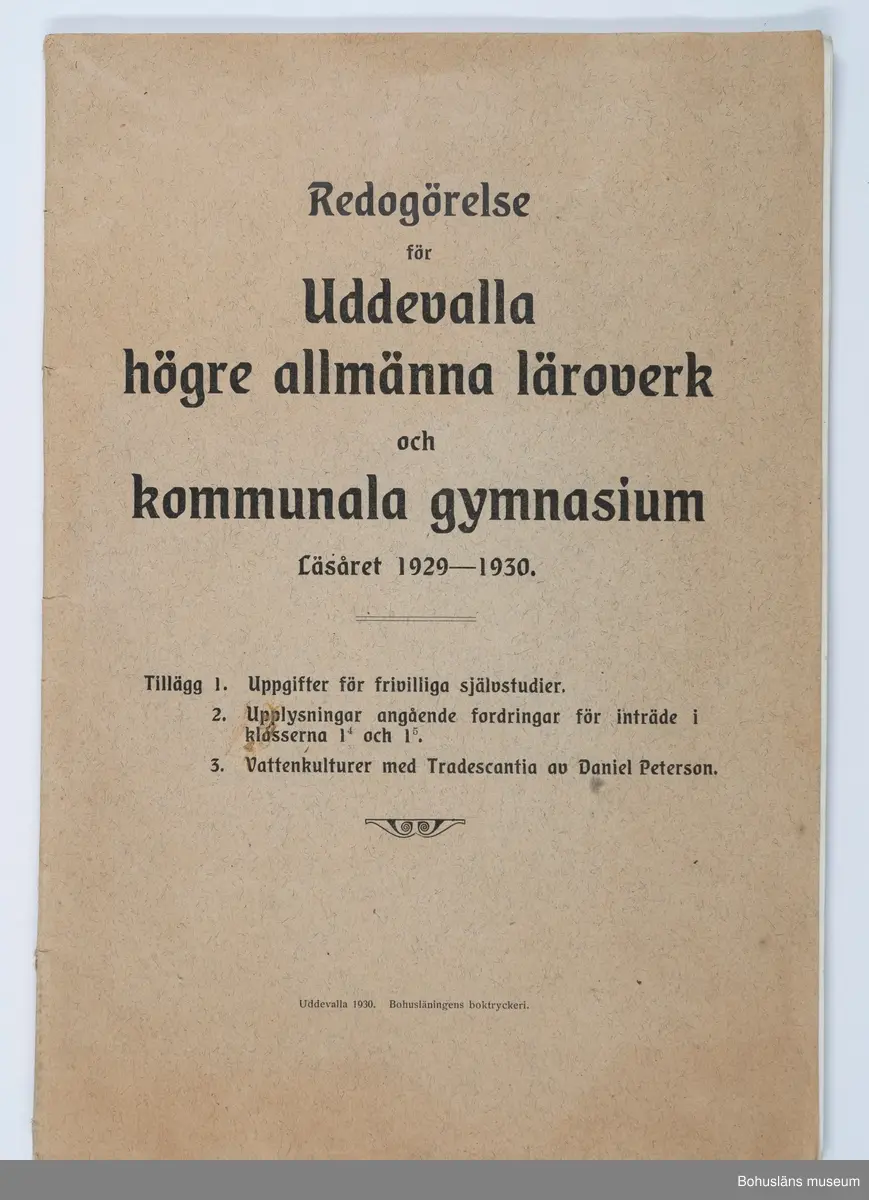 Redogörelse
för
Uddevalla
högre allmänna läroverk
och
kommunala gymnasium
Läsåret 1929—1930.
Tillägg 1. Uppgifter för frivilliga självstudier.
2. Upplysningar angående fordringar för inträde i
klasserna 1⁴ och 1⁵.
3. Vattenkulturer med Tradescantia av Daniel Peterson.
Uddevalla 1930. Bohusläningens boktryckeri.
Bohusläns museum